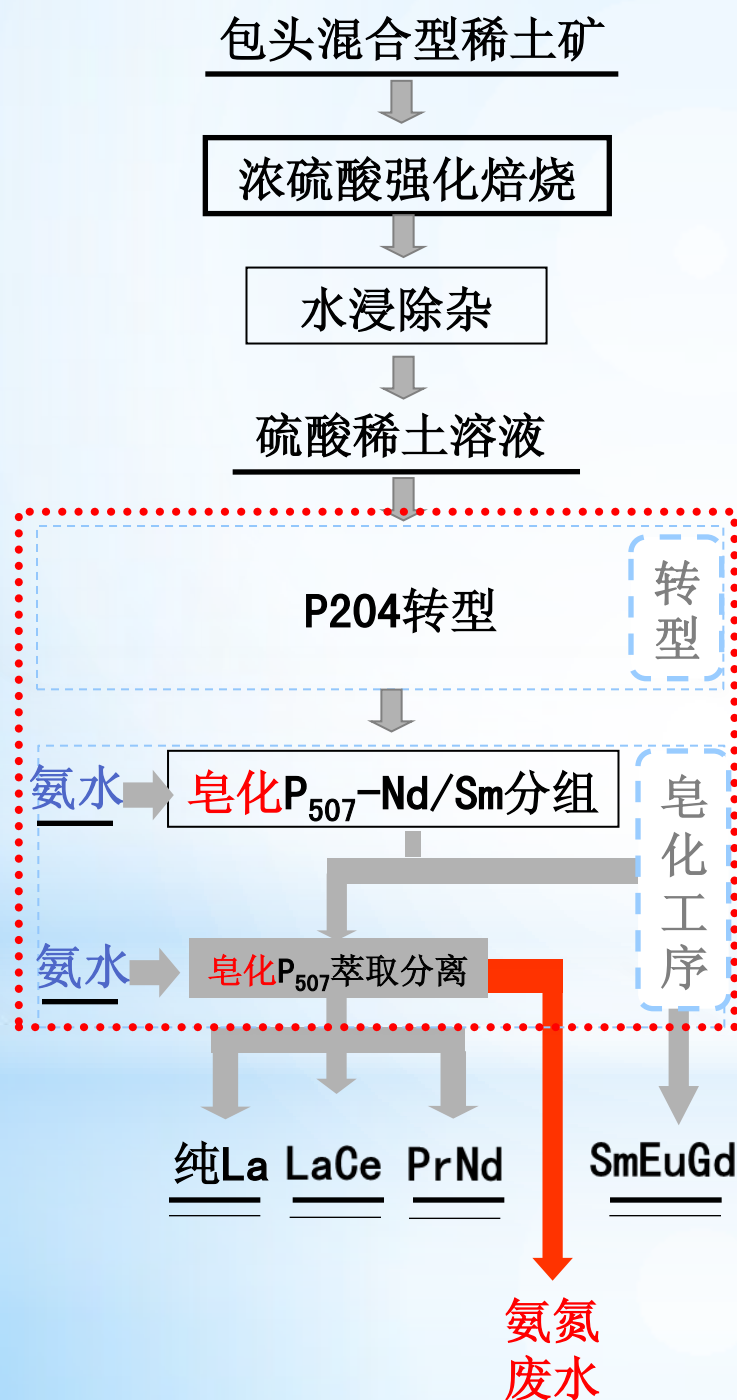 包头混合型稀土矿
浓硫酸强化焙烧
水浸除杂
硫酸稀土溶液
P204转型
转型
氨水
皂化P507-Nd/Sm分组
皂化工序
氨水
皂化P507萃取分离
纯La
LaCe
PrNd
SmEuGd
氨氮
废水